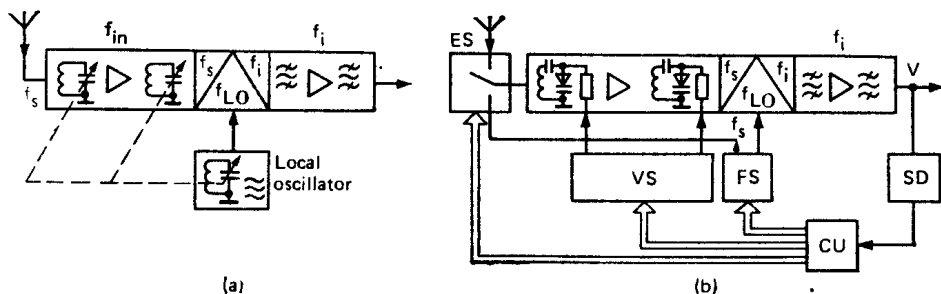 f_in
f_i
f_s
f_s
f_i
f_LO
Local
oscillator
(a)
ES
f_i
f_s
f_i
f_LO
V
f_s
VS
FS
SD
CU
(b)